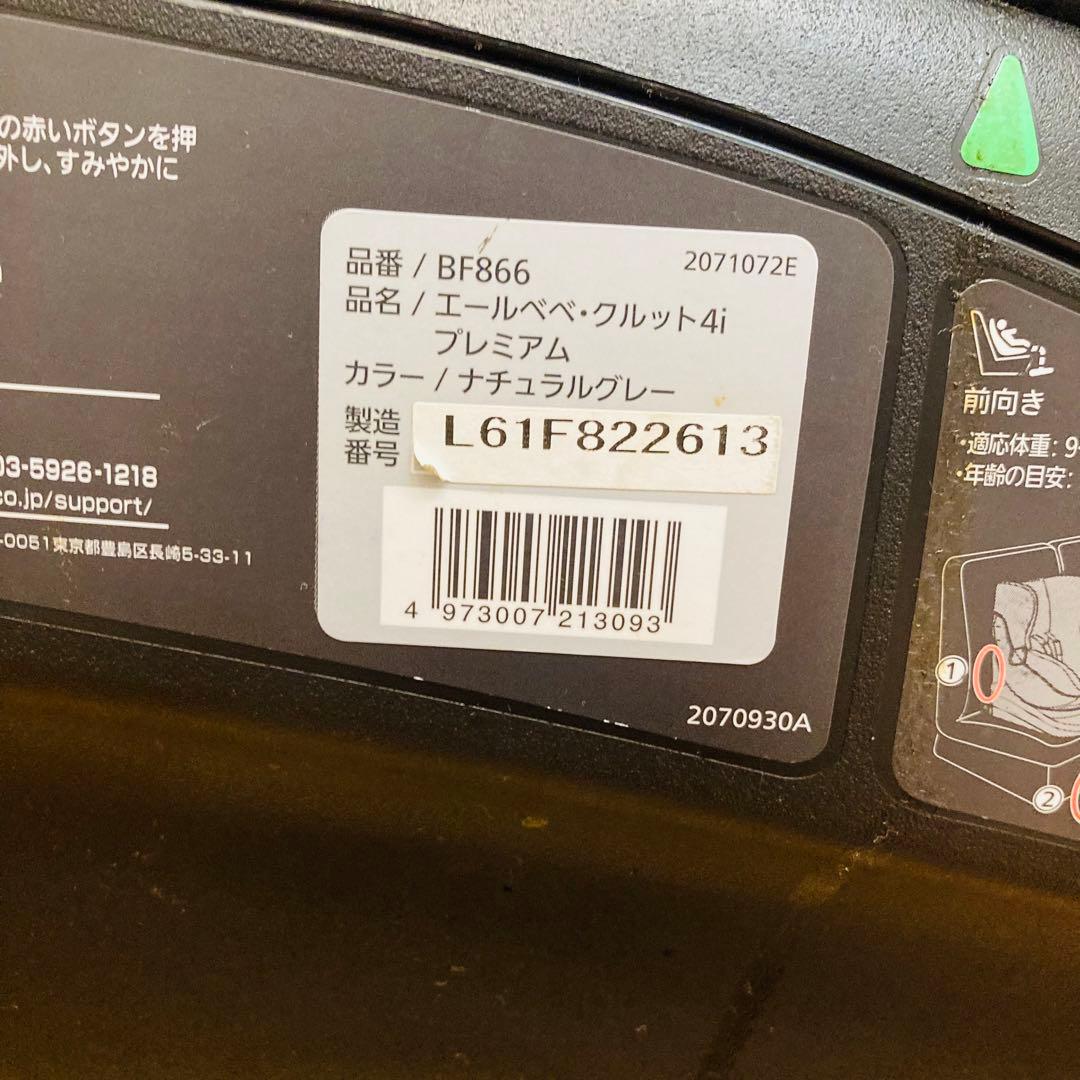 の赤いボタンを押
外し、すみやかに
03-5926-1218
co.jp/support/
-0051東京都豊島区長崎5-33-11
品番 / BF866
2071072E
品名 / エールベベ・クルット4i
プレミアム
カラー / ナチュラルグレー
製造
番号
L61F822613
4 973007 213093
2070930A
前向き
・適応体重: 9
・年齢の目安:
1
2